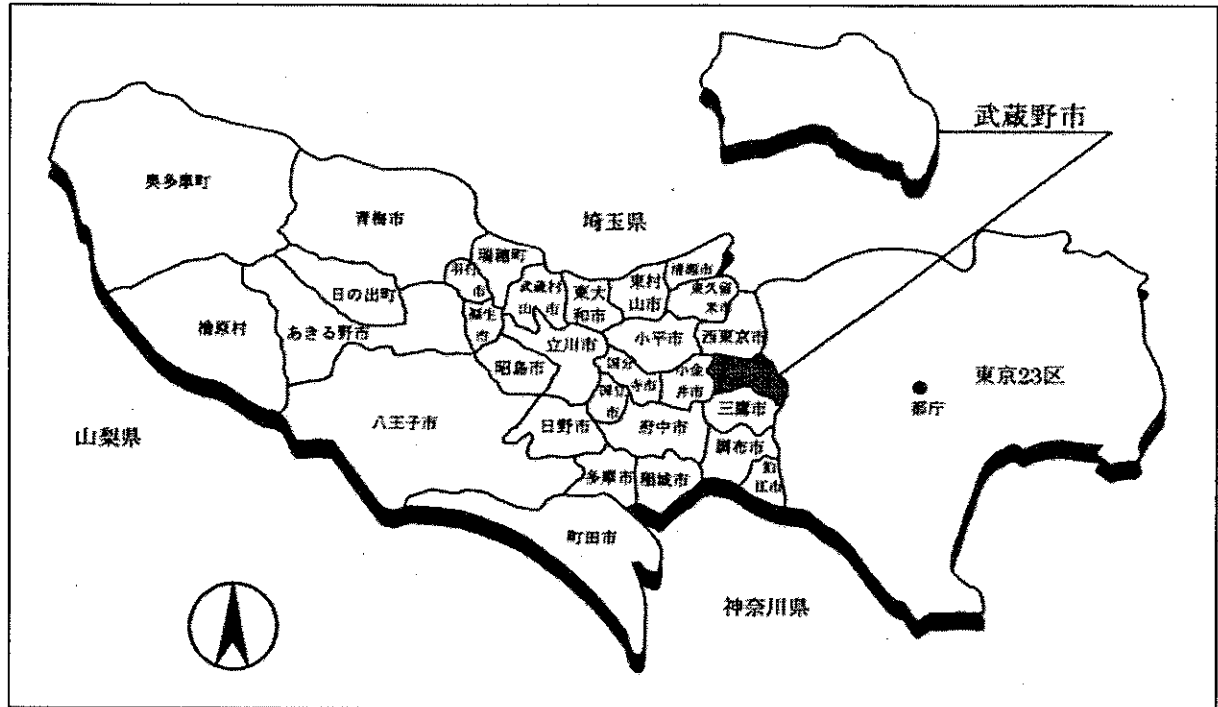 武蔵野市
奥多摩町
青梅市
埼玉県
瑞穂町
清瀬市
羽村
市
武蔵村
山市
東大
和市
東村
山市
東久留
米市
日の出町
福生
市
檜原村
あきる野市
立川市
小平市
西東京市
昭島市
国分
寺市
小金
井市
東京23区
国立
市
三鷹市
都庁
山梨県
八王子市
日野市
府中市
調布市
狛
江市
多摩市
稲城市
町田市
神奈川県